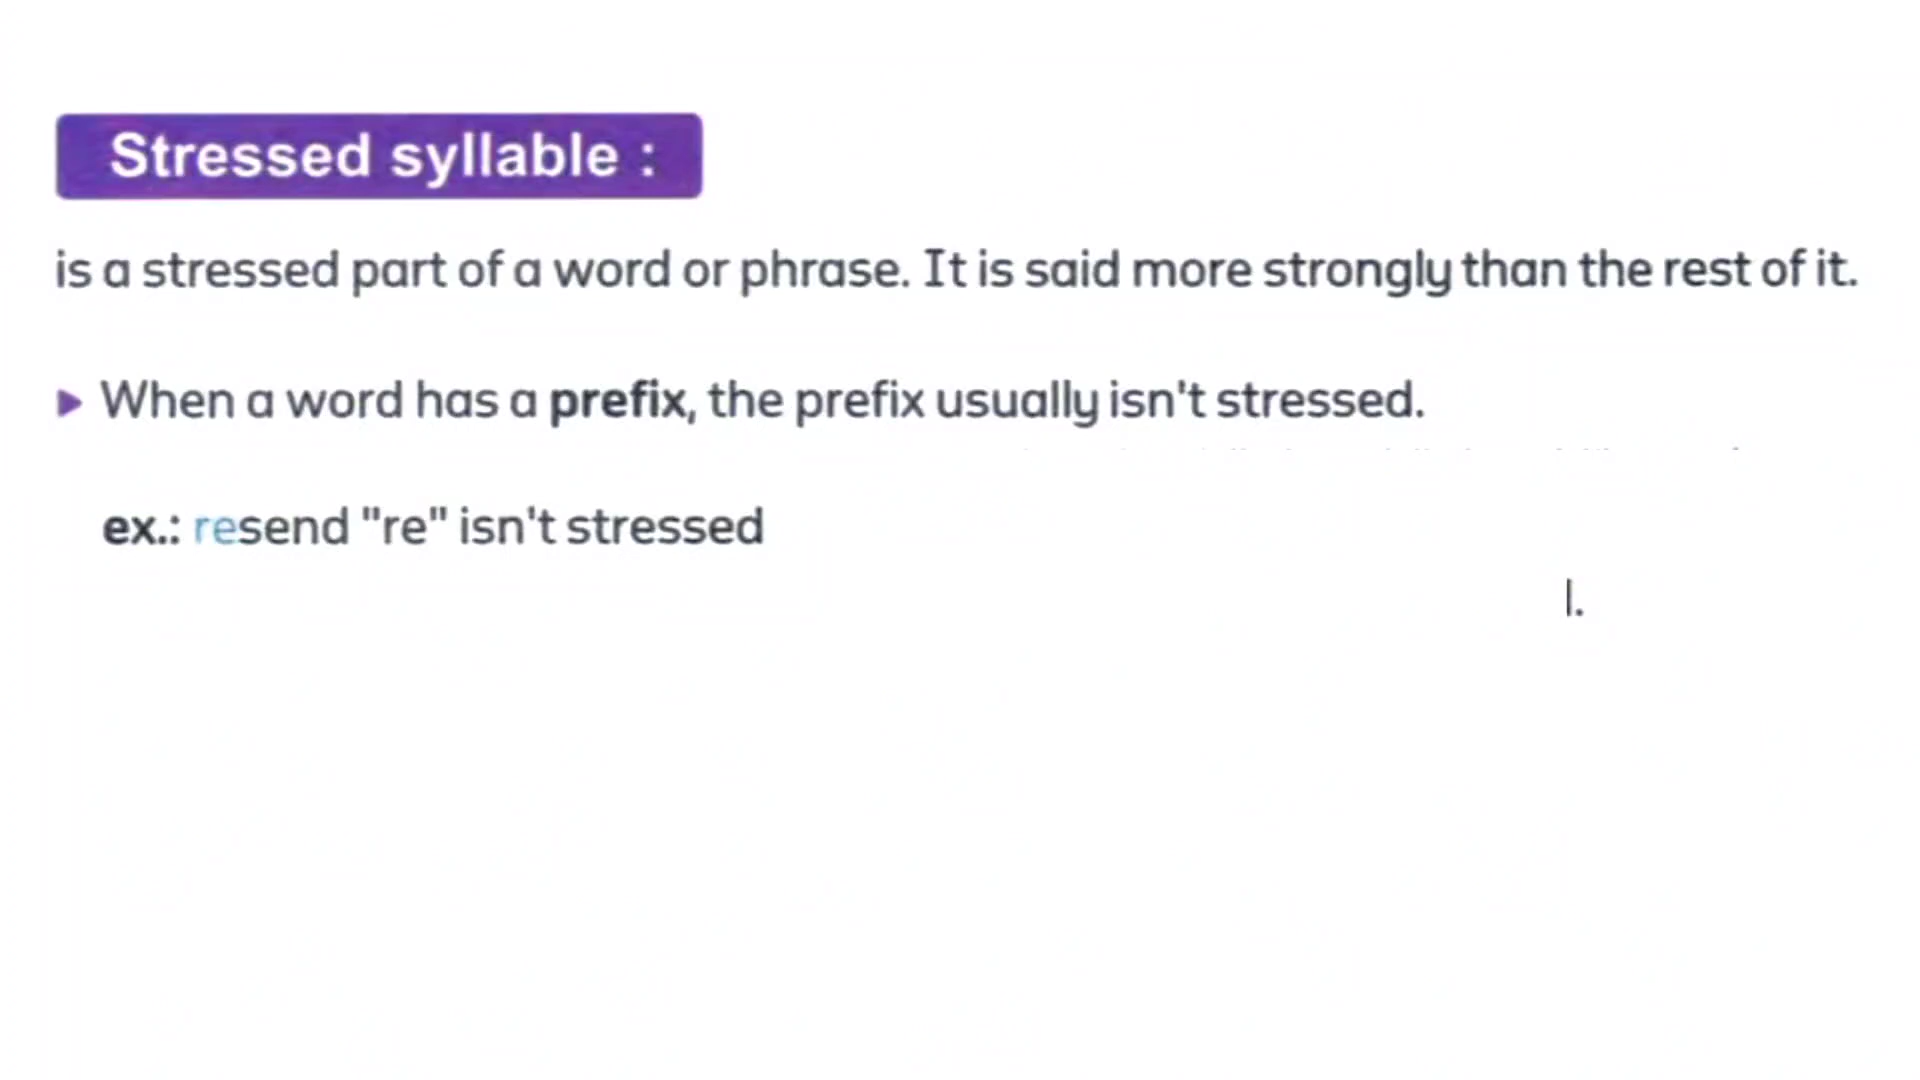 Stressed syllable :
is a stressed part of a word or phrase. It is said more strongly than the rest of it.
▶ When a word has a prefix, the prefix usually isn't stressed.
ex.: resend "re" isn't stressed